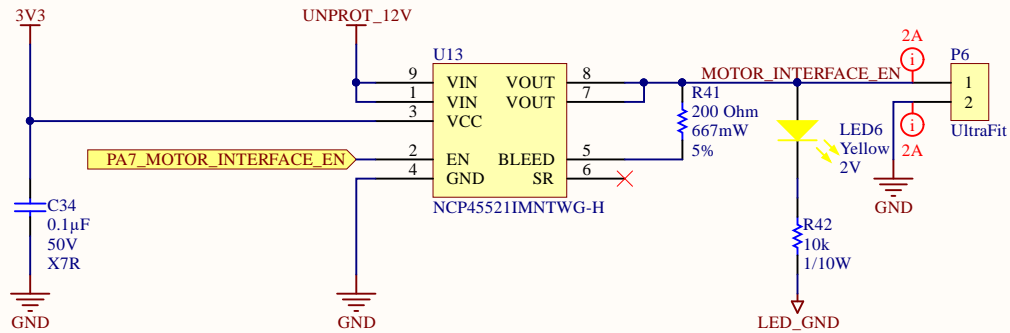 3V3
UNPROT_12V
U13
9 VIN VOUT 8
1 VIN VOUT 7
3 VCC
2 EN BLEED 5
4 GND SR 6
NCP45521IMNTWG-H
PA7_MOTOR_INTERFACE_EN
C34
0.1µF
50V
X7R
GND
GND
R41
200 Ohm
667mW
5%
MOTOR_INTERFACE_EN
LED6
Yellow
2V
R42
10k
1/10W
LED_GND
2A
i
i
2A
P6
1
2
UltraFit
GND